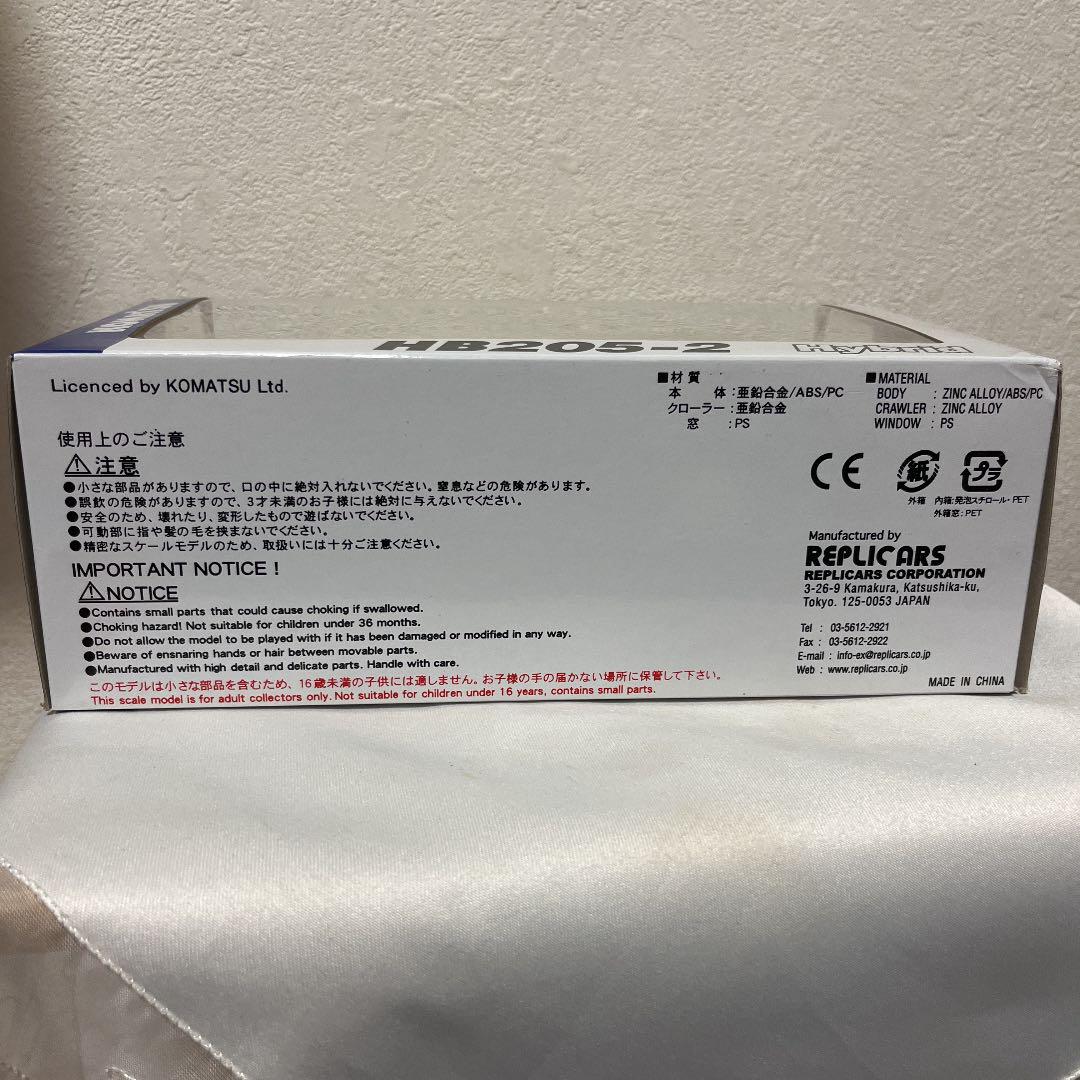 KOMATSU
HB205-2
Hybrid
Licenced by KOMATSU Ltd.
■材質
本 体 : 亜鉛合金/ABS/PC
クローラー : 亜鉛合金
窓 : PS
■MATERIAL
BODY : ZINC ALLOY/ABS/PC
CRAWLER : ZINC ALLOY
WINDOW : PS
使用上のご注意
⚠注意
●小さな部品がありますので、口の中に絶対入れないでください。窒息などの危険があります。
●誤飲の危険がありますので、3才未満のお子様には絶対に与えないでください。
●安全のため、壊れたり、変形したもので遊ばないでください。
●可動部に指や髪の毛を挟まないでください。
●精密なスケールモデルのため、取扱いには十分ご注意ください。
IMPORTANT NOTICE !
⚠NOTICE
●Contains small parts that could cause choking if swallowed.
●Choking hazard! Not suitable for children under 36 months.
●Do not allow the model to be played with if it has been damaged or modified in any way.
●Beware of ensnaring hands or hair between movable parts.
●Manufactured with high detail and delicate parts. Handle with care.
このモデルは小さな部品を含むため、16歳未満の子供には適しません。お子様の手の届かない場所に保管して下さい。
This scale model is for adult collectors only. Not suitable for children under 16 years, contains small parts.
CE
紙
プラ
外箱
内箱:発泡スチロール・PET
外箱窓:PET
Manufactured by
REPLICARS
REPLICARS CORPORATION
3-26-9 Kamakura, Katsushika-ku,
Tokyo. 125-0053 JAPAN
Tel : 03-5612-2921
Fax : 03-5612-2922
E-mail : info-ex@replicars.co.jp
Web : www.replicars.co.jp
MADE IN CHINA